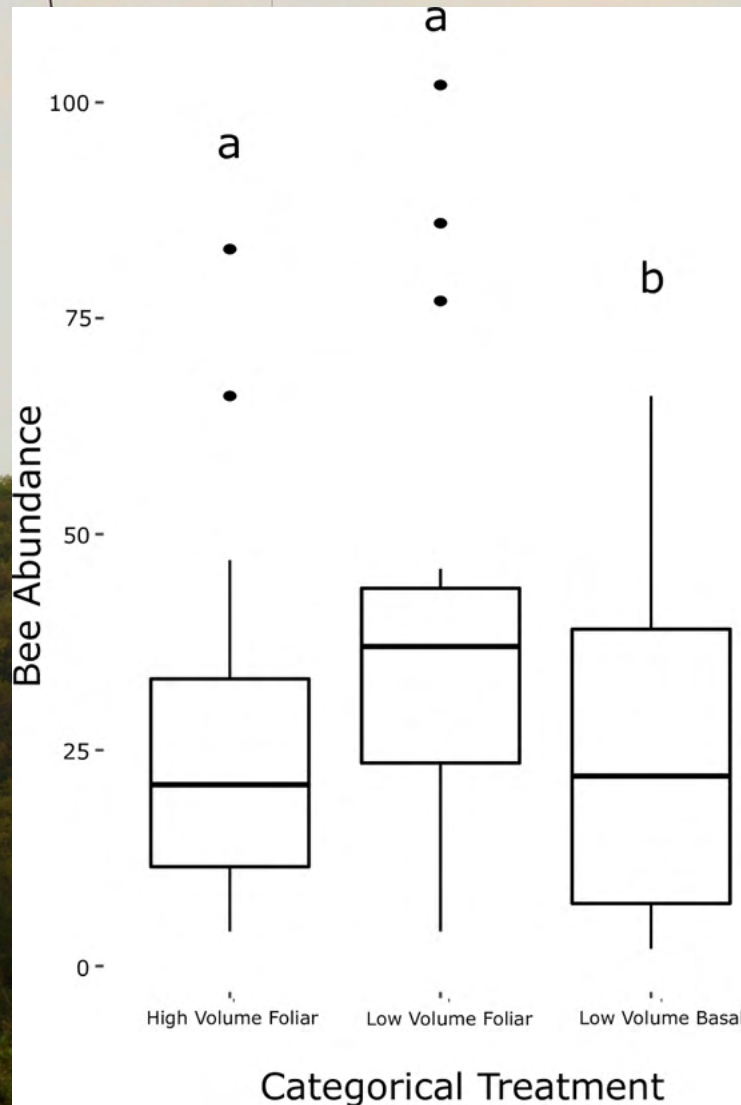 a
a
b
100
75
50
25
0
Bee Abundance
High Volume Foliar
Low Volume Foliar
Low Volume Basal
Categorical Treatment